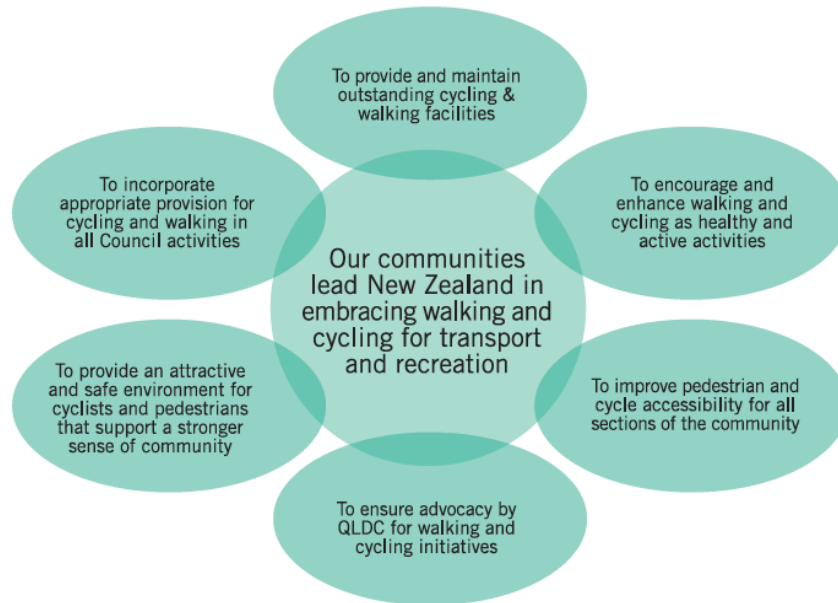 To provide and maintain
outstanding cycling &
walking facilities
To incorporate
appropriate provision for
cycling and walking in
all Council activities
To encourage and
enhance walking and
cycling as healthy and
active activities
Our communities
lead New Zealand in
embracing walking and
cycling for transport
and recreation
To provide an attractive
and safe environment for
cyclists and pedestrians
that support a stronger
sense of community
To improve pedestrian and
cycle accessibility for all
sections of the community
To ensure advocacy by
QLDC for walking and
cycling initiatives